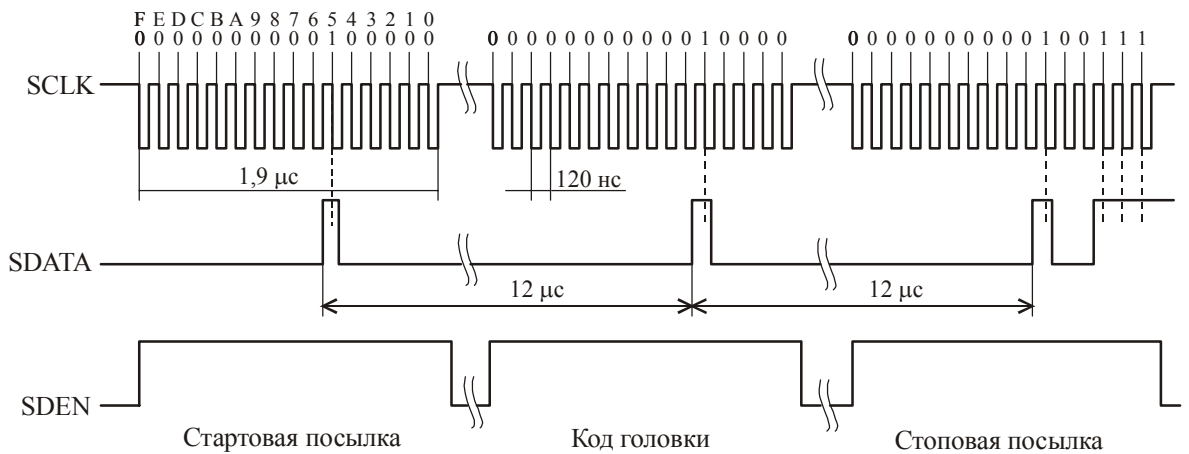 F E D C B A 9 8 7 6 5 4 3 2 1 0
0 0 0 0 0 0 0 0 0 0 1 0 0 0 0 0 0 0 0 0 0 0 0 0 0 0 0 1 0 0 0 0 0 0 0 0 0 0 0 0 0 0 1 0 0 1 1 1
SCLK
1,9 μс
120 нс
SDATA
12 μс 12 μс
SDEN
Стартовая посылка Код головки Стоповая посылка